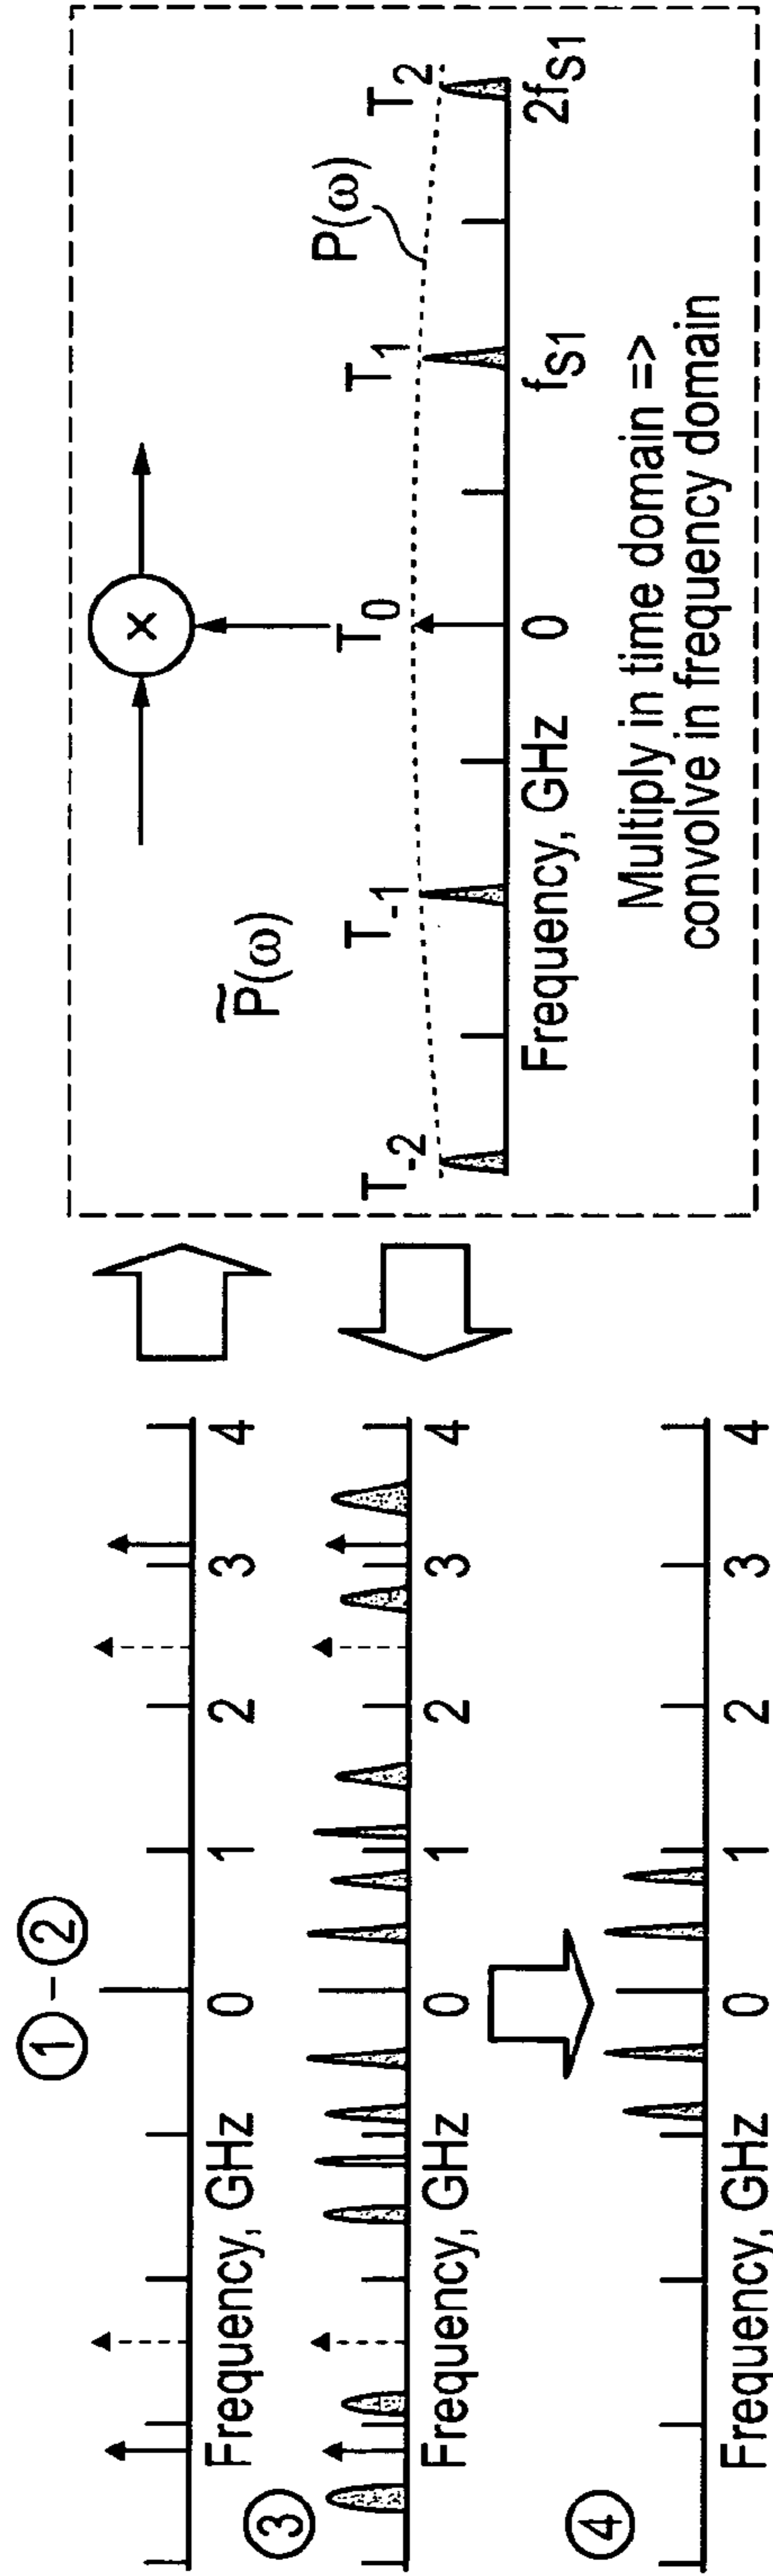 ①-②
0 1 2 3 4
Frequency, GHz
③
0 1 2 3 4
Frequency, GHz
④
0 1 2 3 4
Frequency, GHz
×
P̃(ω)
P(ω)
T₋₂ T₋₁ T₀ T₁ T₂
0 fS1 2fS1
Frequency, GHz
Multiply in time domain =>
convolve in frequency domain